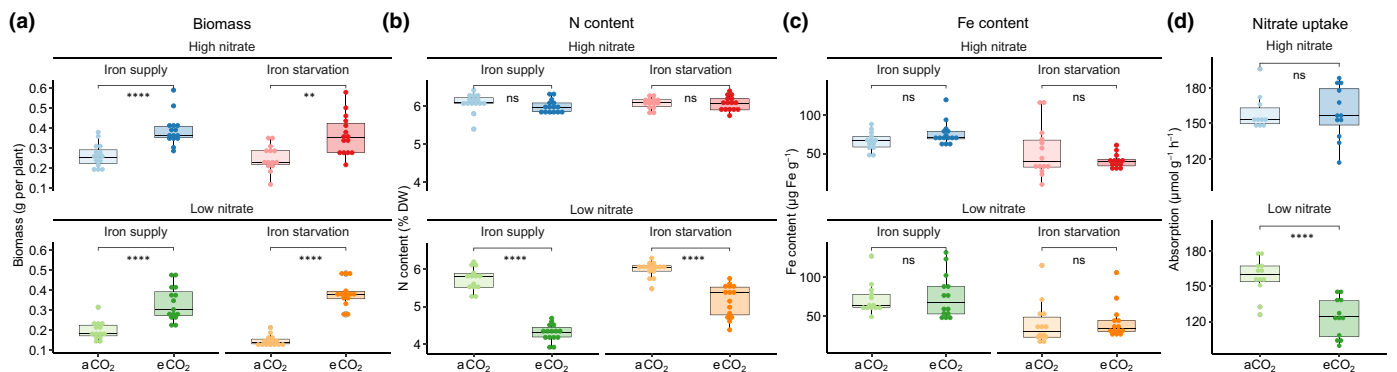 (a) Biomass
High nitrate
Iron supply Iron starvation
**** **
0.6
0.5
0.4
0.3
0.2
0.1
Low nitrate
Iron supply Iron starvation
**** ****
0.6
0.5
0.4
0.3
0.2
0.1
Biomass (g per plant)
aCO₂ eCO₂ aCO₂ eCO₂
(b) N content
High nitrate
Iron supply Iron starvation
ns ns
6
5
4
Low nitrate
Iron supply Iron starvation
**** ****
6
5
4
N content (% DW)
aCO₂ eCO₂ aCO₂ eCO₂
(c) Fe content
High nitrate
Iron supply Iron starvation
ns ns
100
50
Low nitrate
Iron supply Iron starvation
ns ns
100
50
Fe content (µg Fe g⁻¹)
aCO₂ eCO₂ aCO₂ eCO₂
(d) Nitrate uptake
High nitrate
ns
180
150
120
Low nitrate
****
180
150
120
Absorption (µmol g⁻¹ h⁻¹)
aCO₂ eCO₂